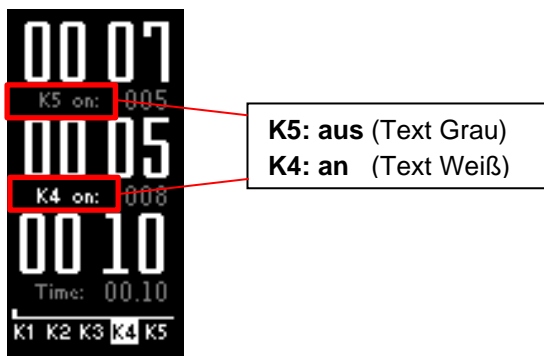 00 07
K5 on: 005
00 05
K4 on: 008
00 10
Time: 00.10
K1 K2 K3 K4 K5
K5: aus (Text Grau)
K4: an (Text Weiß)